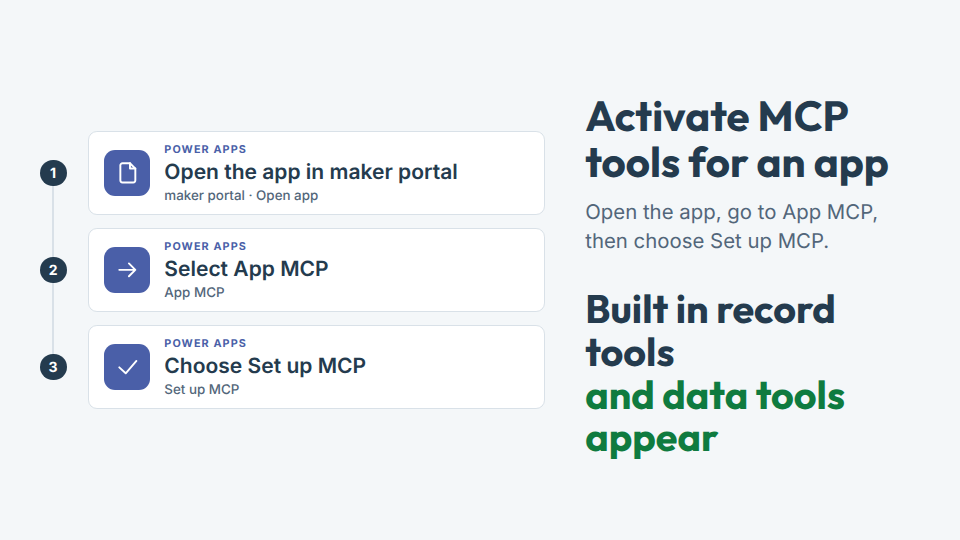 1
POWER APPS
Open the app in maker portal
maker portal · Open app
2
POWER APPS
Select App MCP
App MCP
3
POWER APPS
Choose Set up MCP
Set up MCP
Activate MCP
tools for an app
Open the app, go to App MCP,
then choose Set up MCP.
Built in record
tools
and data tools
appear